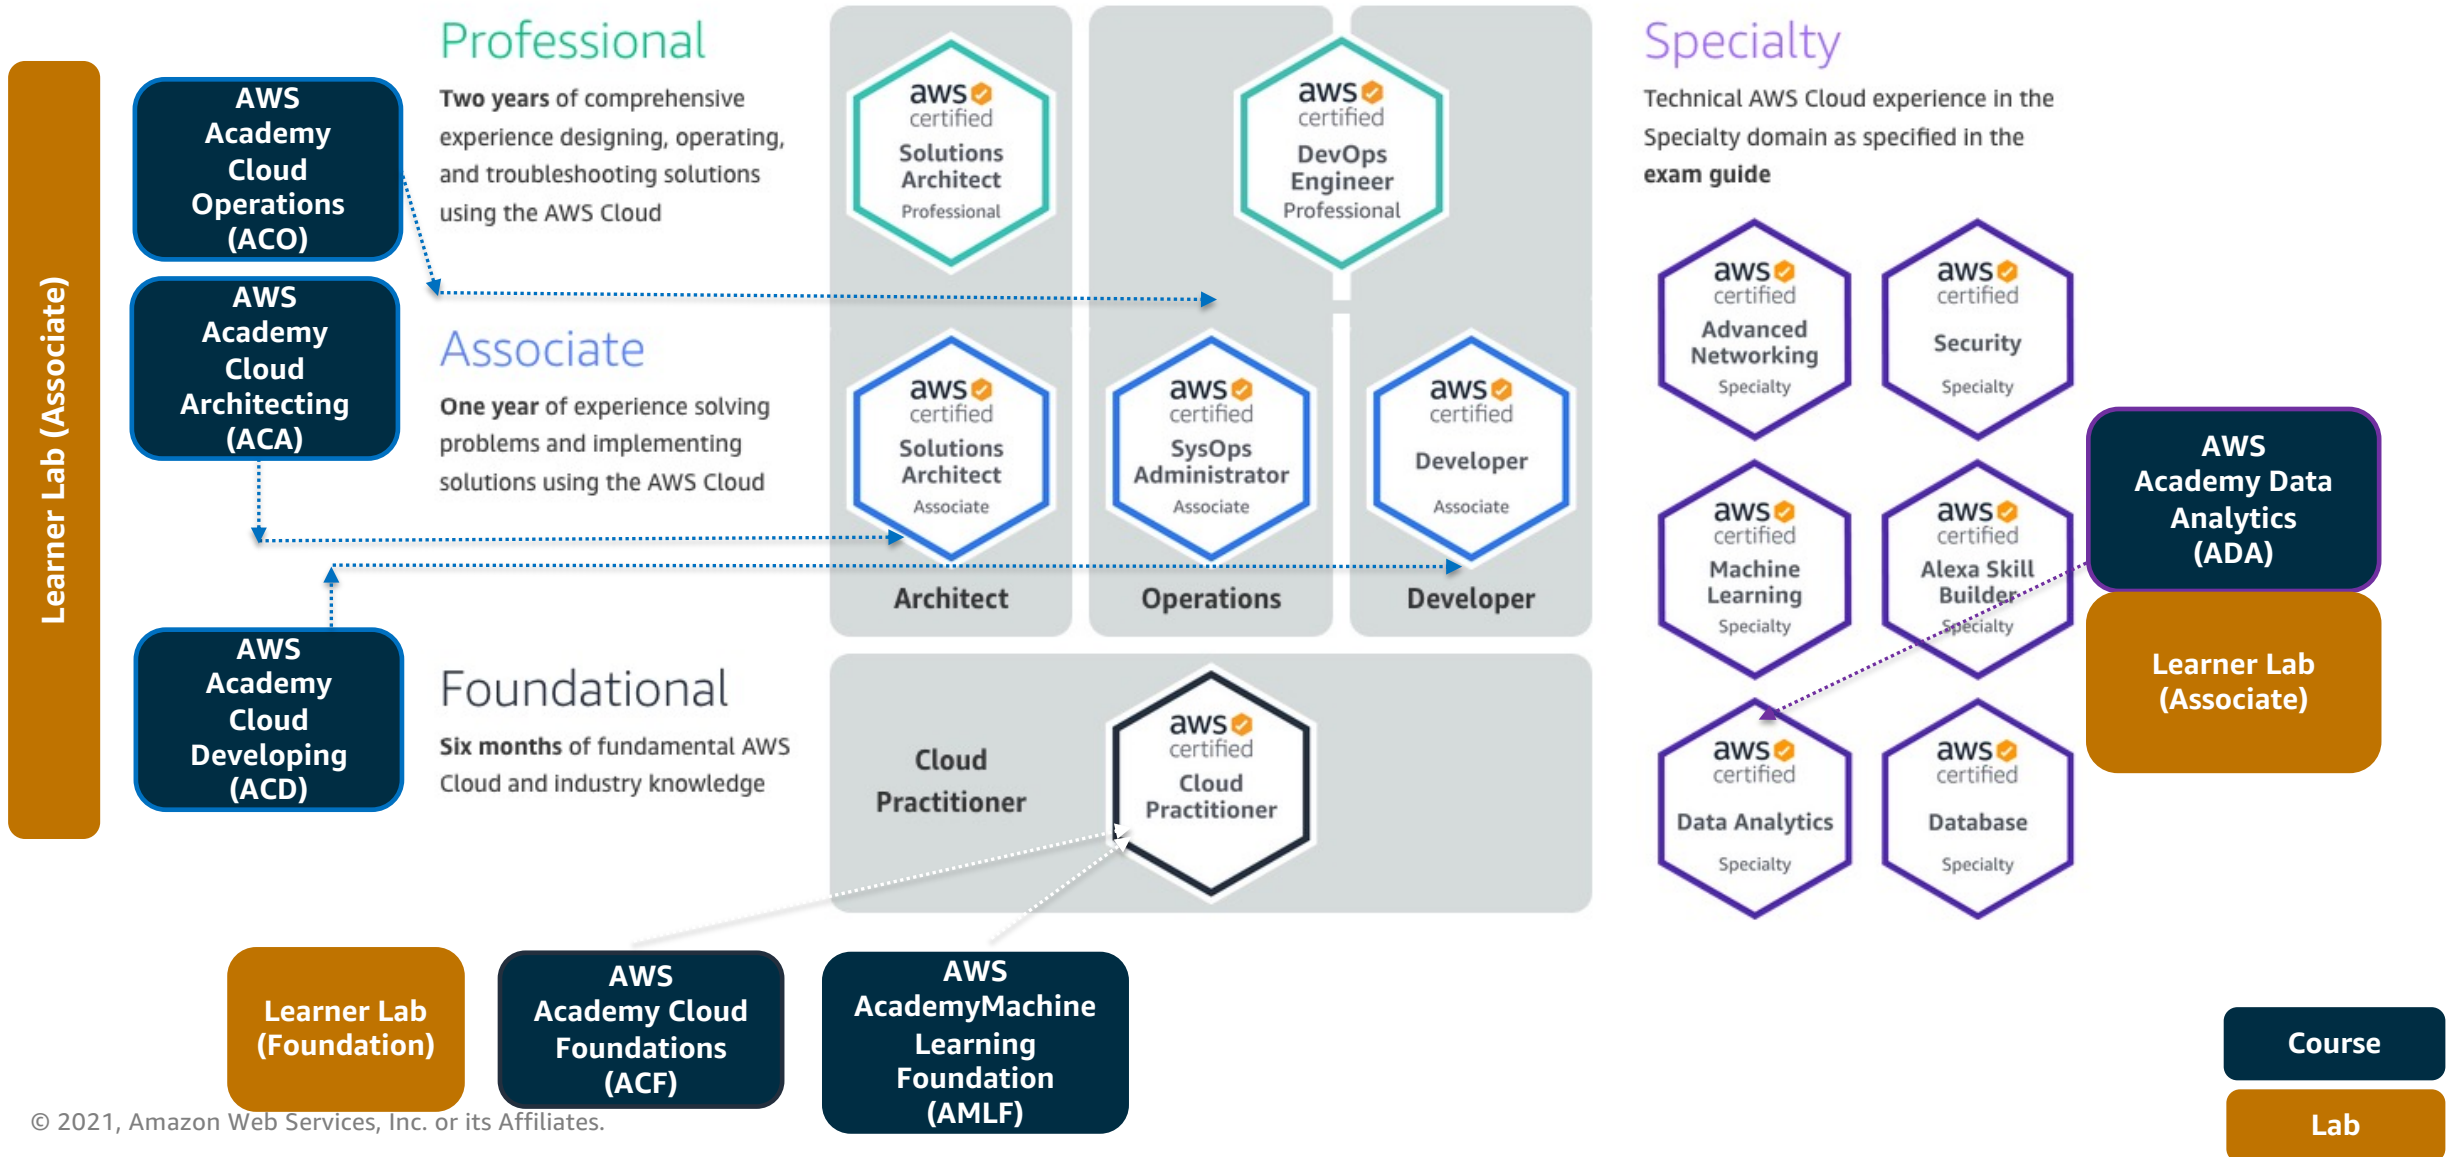 Learner Lab (Associate)
AWS
Academy
Cloud
Operations
(ACO)
AWS
Academy
Cloud
Architecting
(ACA)
AWS
Academy
Cloud
Developing
(ACD)
Professional
Two years of comprehensive
experience designing, operating,
and troubleshooting solutions
using the AWS Cloud
aws
certified
Solutions
Architect
Professional
aws
certified
DevOps
Engineer
Professional
Associate
One year of experience solving
problems and implementing
solutions using the AWS Cloud
aws
certified
Solutions
Architect
Associate
aws
certified
SysOps
Administrator
Associate
aws
certified
Developer
Associate
Architect
Operations
Developer
Foundational
Six months of fundamental AWS
Cloud and industry knowledge
Cloud
Practitioner
aws
certified
Cloud
Practitioner
Specialty
Technical AWS Cloud experience in the
Specialty domain as specified in the
exam guide
aws
certified
Advanced
Networking
Specialty
aws
certified
Security
Specialty
aws
certified
Machine
Learning
Specialty
aws
certified
Alexa Skill
Builder
Specialty
aws
certified
Data Analytics
Specialty
aws
certified
Database
Specialty
AWS
Academy Data
Analytics
(ADA)
Learner Lab
(Associate)
Learner Lab
(Foundation)
AWS
Academy Cloud
Foundations
(ACF)
AWS
AcademyMachine
Learning
Foundation
(AMLF)
Course
Lab
© 2021, Amazon Web Services, Inc. or its Affiliates.